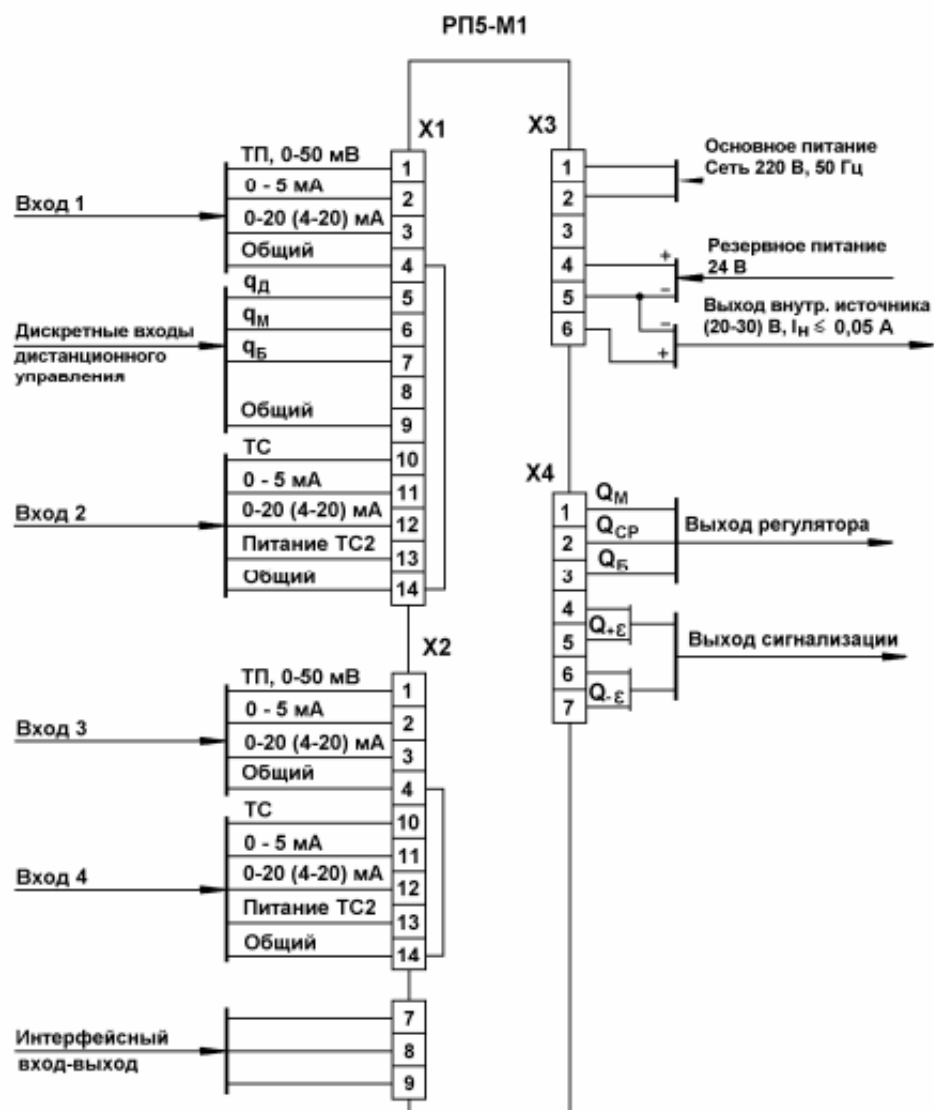 РП5-М1
X1
ТП, 0-50 мВ
1
0 - 5 мА
2
Вход 1
0-20 (4-20) мА
3
Общий
4
qД
5
qМ
6
Дискретные входы
дистанционного
управления
qБ
7
8
Общий
9
ТС
10
0 - 5 мА
11
Вход 2
0-20 (4-20) мА
12
Питание ТС2
13
Общий
14
X2
ТП, 0-50 мВ
1
0 - 5 мА
2
Вход 3
0-20 (4-20) мА
3
Общий
4
ТС
10
0 - 5 мА
11
Вход 4
0-20 (4-20) мА
12
Питание ТС2
13
Общий
14
Интерфейсный
вход-выход
7
8
9
X3
1
2
3
4
5
6
Основное питание
Сеть 220 В, 50 Гц
+
Резервное питание
24 В
–
–
Выход внутр. источника
(20-30) В, IН ≤ 0,05 А
+
X4
1
2
3
4
5
6
7
QМ
QСР
QБ
Выход регулятора
Q+ε
Q-ε
Выход сигнализации